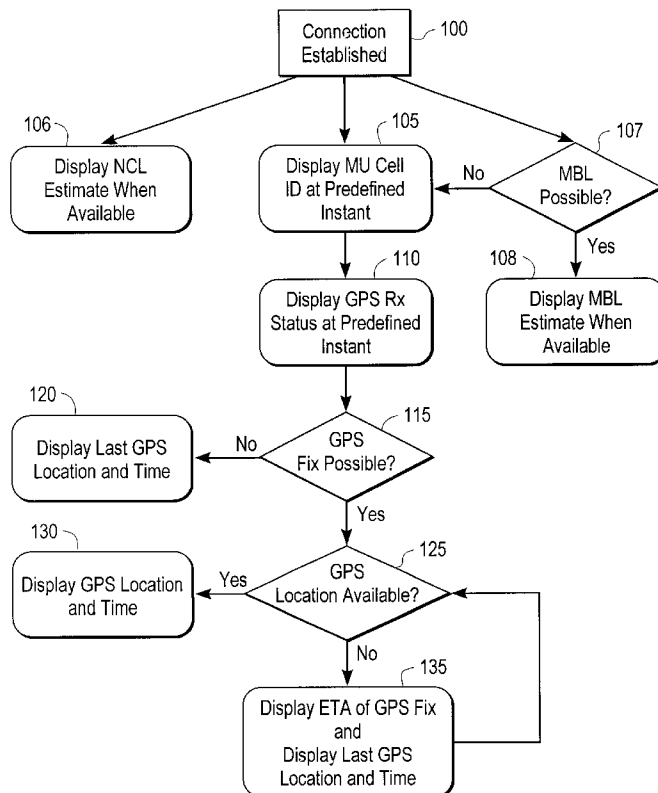 100
Connection
Established
106
Display NCL
Estimate When
Available
105
Display MU Cell
ID at Predefined
Instant
No
107
MBL
Possible?
Yes
110
Display GPS Rx
Status at Predefined
Instant
108
Display MBL
Estimate When
Available
120
Display Last GPS
Location and Time
No
115
GPS
Fix Possible?
Yes
130
Display GPS Location
and Time
Yes
125
GPS
Location Available?
No
135
Display ETA of GPS Fix
and
Display Last GPS
Location and Time